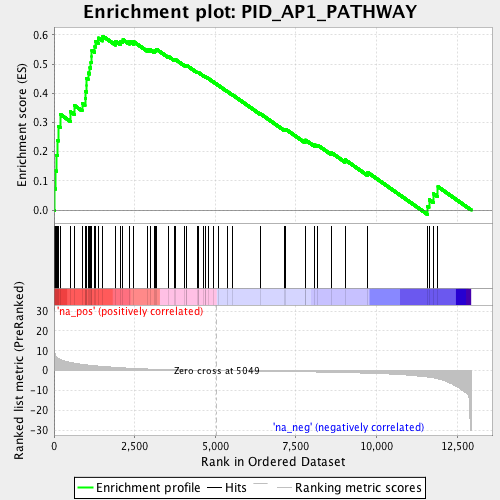 Enrichment plot: PID_AP1_PATHWAY
Enrichment score (ES)
0.6
0.5
0.4
0.3
0.2
0.1
0.0
Ranked list metric (PreRanked)
30
20
10
0
-10
-20
-30
'na_pos' (positively correlated)
Zero cross at 5049
'na_neg' (negatively correlated)
0
2,500
5,000
7,500
10,000
12,500
Rank in Ordered Dataset
Enrichment profile
Hits
Ranking metric scores